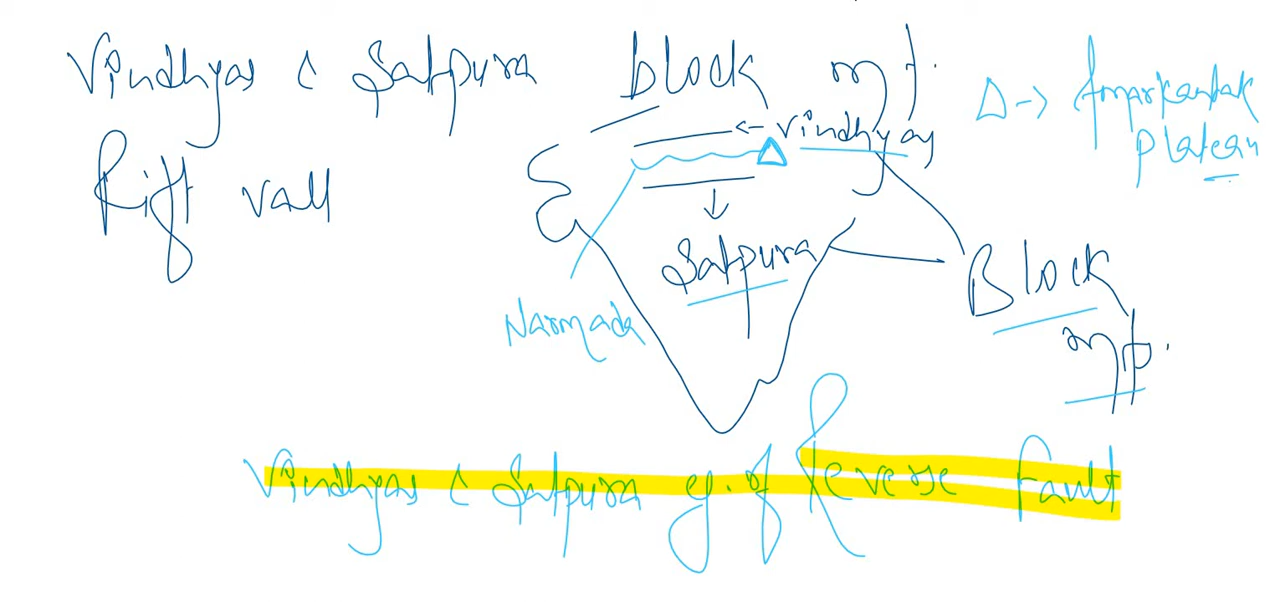 Vindhyas & Satpura Block mt.
Rift vall
← Vindhyas
Δ → Amarkantak
plateau
Satpura
Block
mt.
Narmada
Vindhyas & Satpura eg. of Reverse Fault